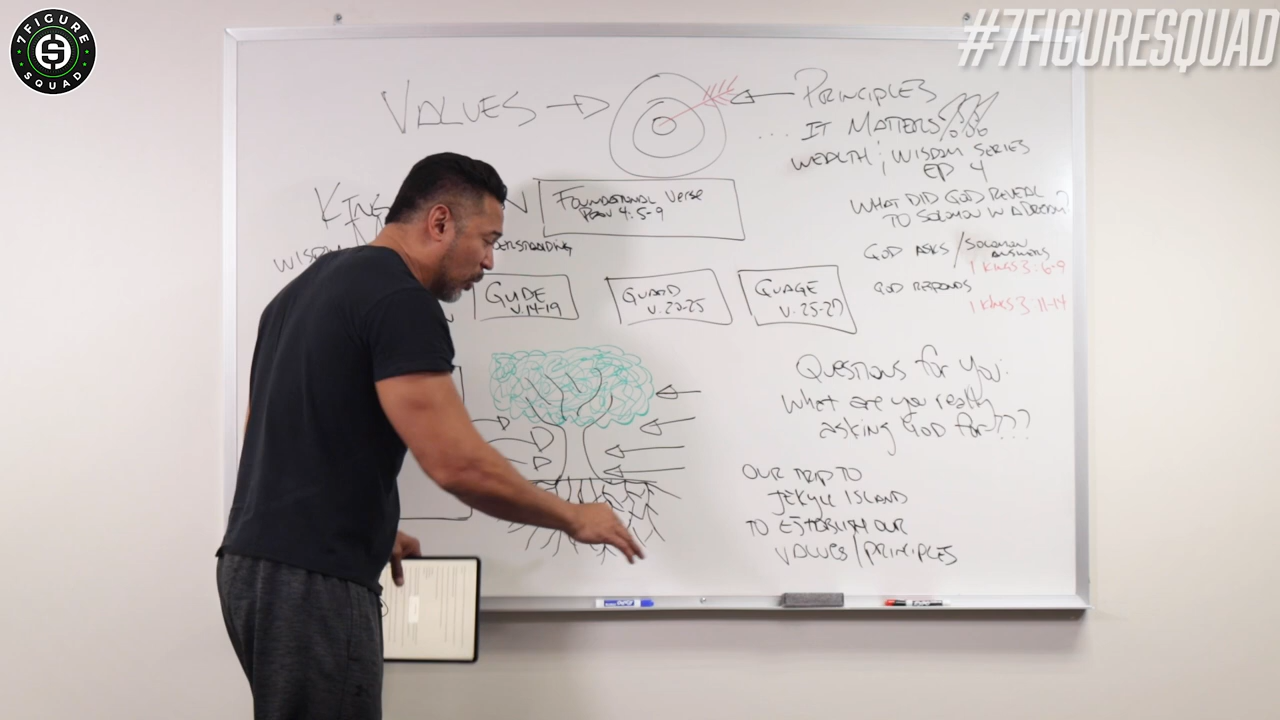 7 FIGURE SQUAD
#7FIGURESQUAD
VALUES
PRINCIPLES
... IT MATTERS!!!
WEALTH & WISDOM SERIES
EP 4
FOUNDATIONAL VERSE
PROV 4:5-9
WHAT DID GOD REVEAL
TO SOLOMON IN A DREAM?
GOD ASKS / SOLOMON
ANSWERS
1 KINGS 3:6-9
GOD RESPONDS
1 KINGS 3:11-14
GUIDE
V.14-19
GUARD
V.20-25
GUAGE
V.25-27
QUESTIONS FOR YOU:
WHAT ARE YOU REALLY
ASKING GOD FOR???
OUR TRIP TO
JEKYLL ISLAND
TO ESTABLISH OUR
VALUES/PRINCIPLES